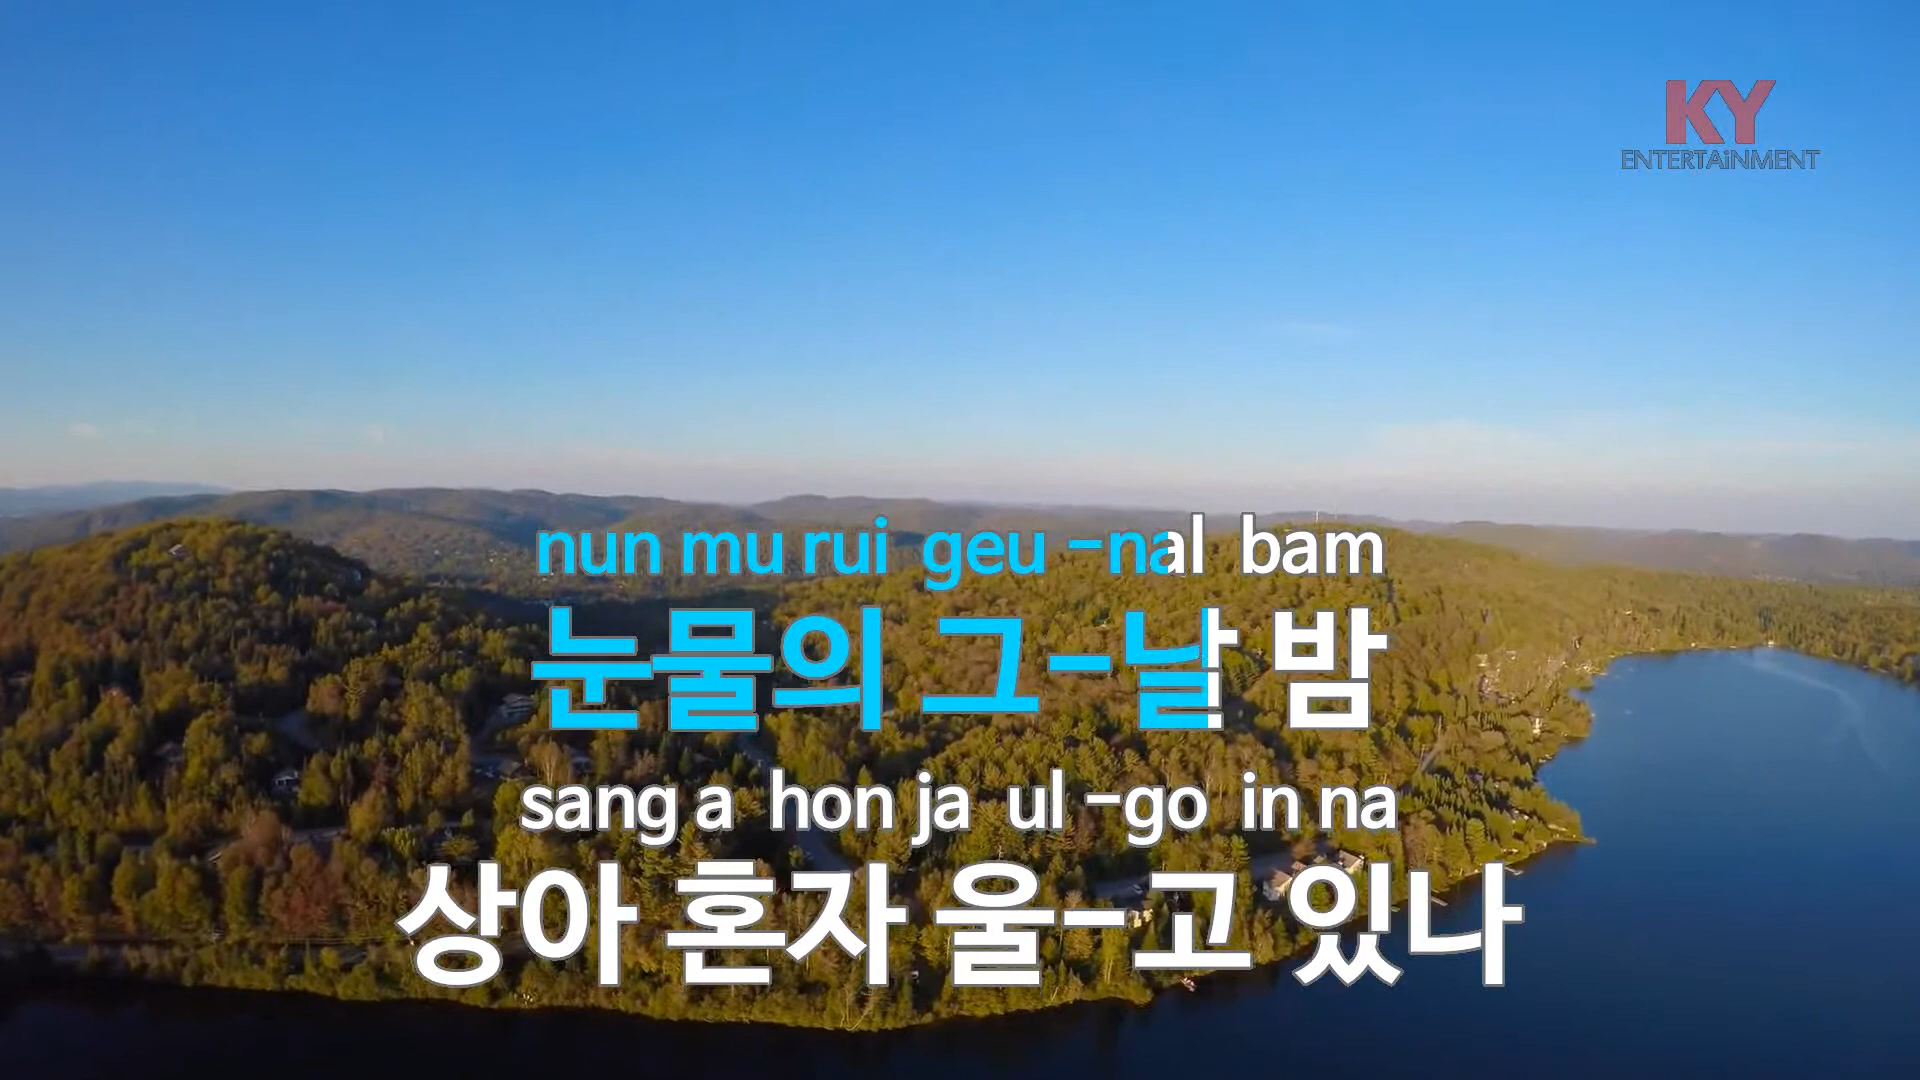 KY
ENTERTAiNMENT
nun mu rui geu -nal bam
눈물의 그-날 밤
sang a hon ja ul -go in na
상아 혼자 울-고 있나